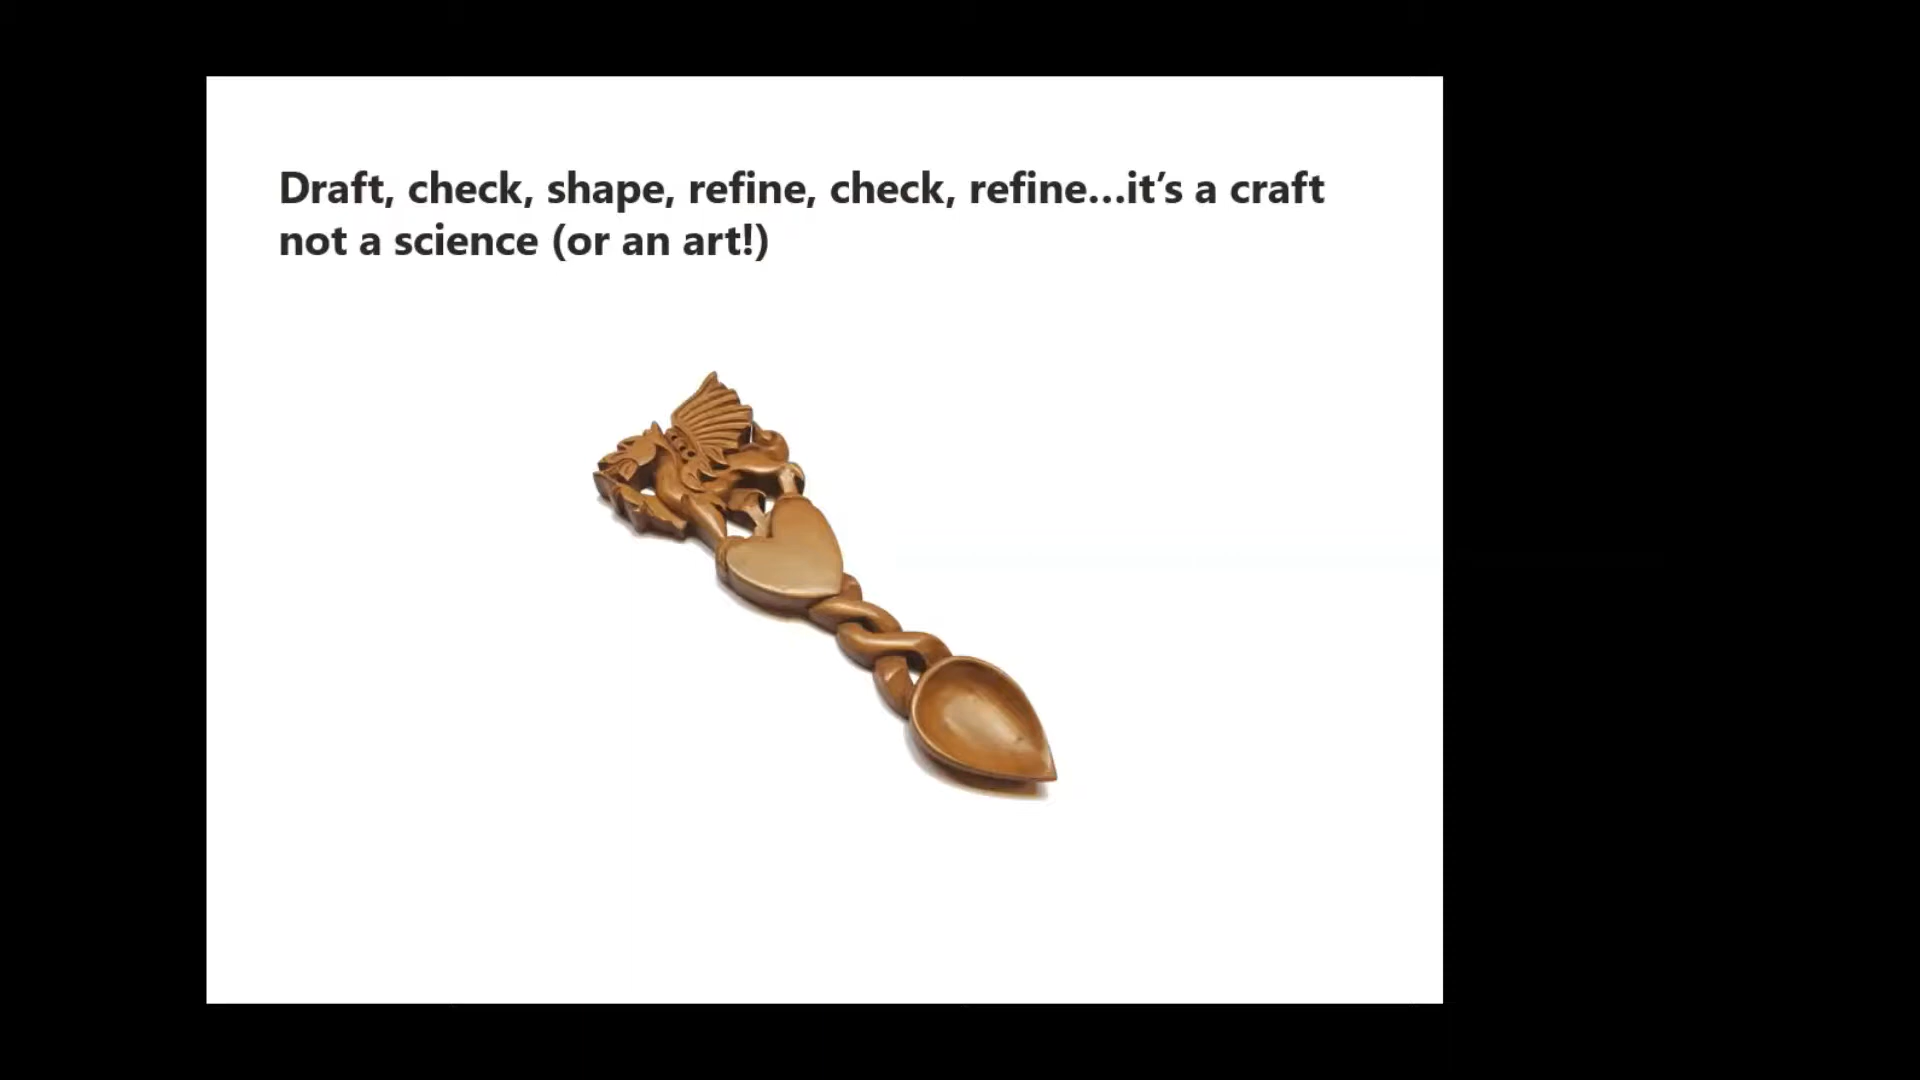 Draft, check, shape, refine, check, refine...it’s a craft
not a science (or an art!)